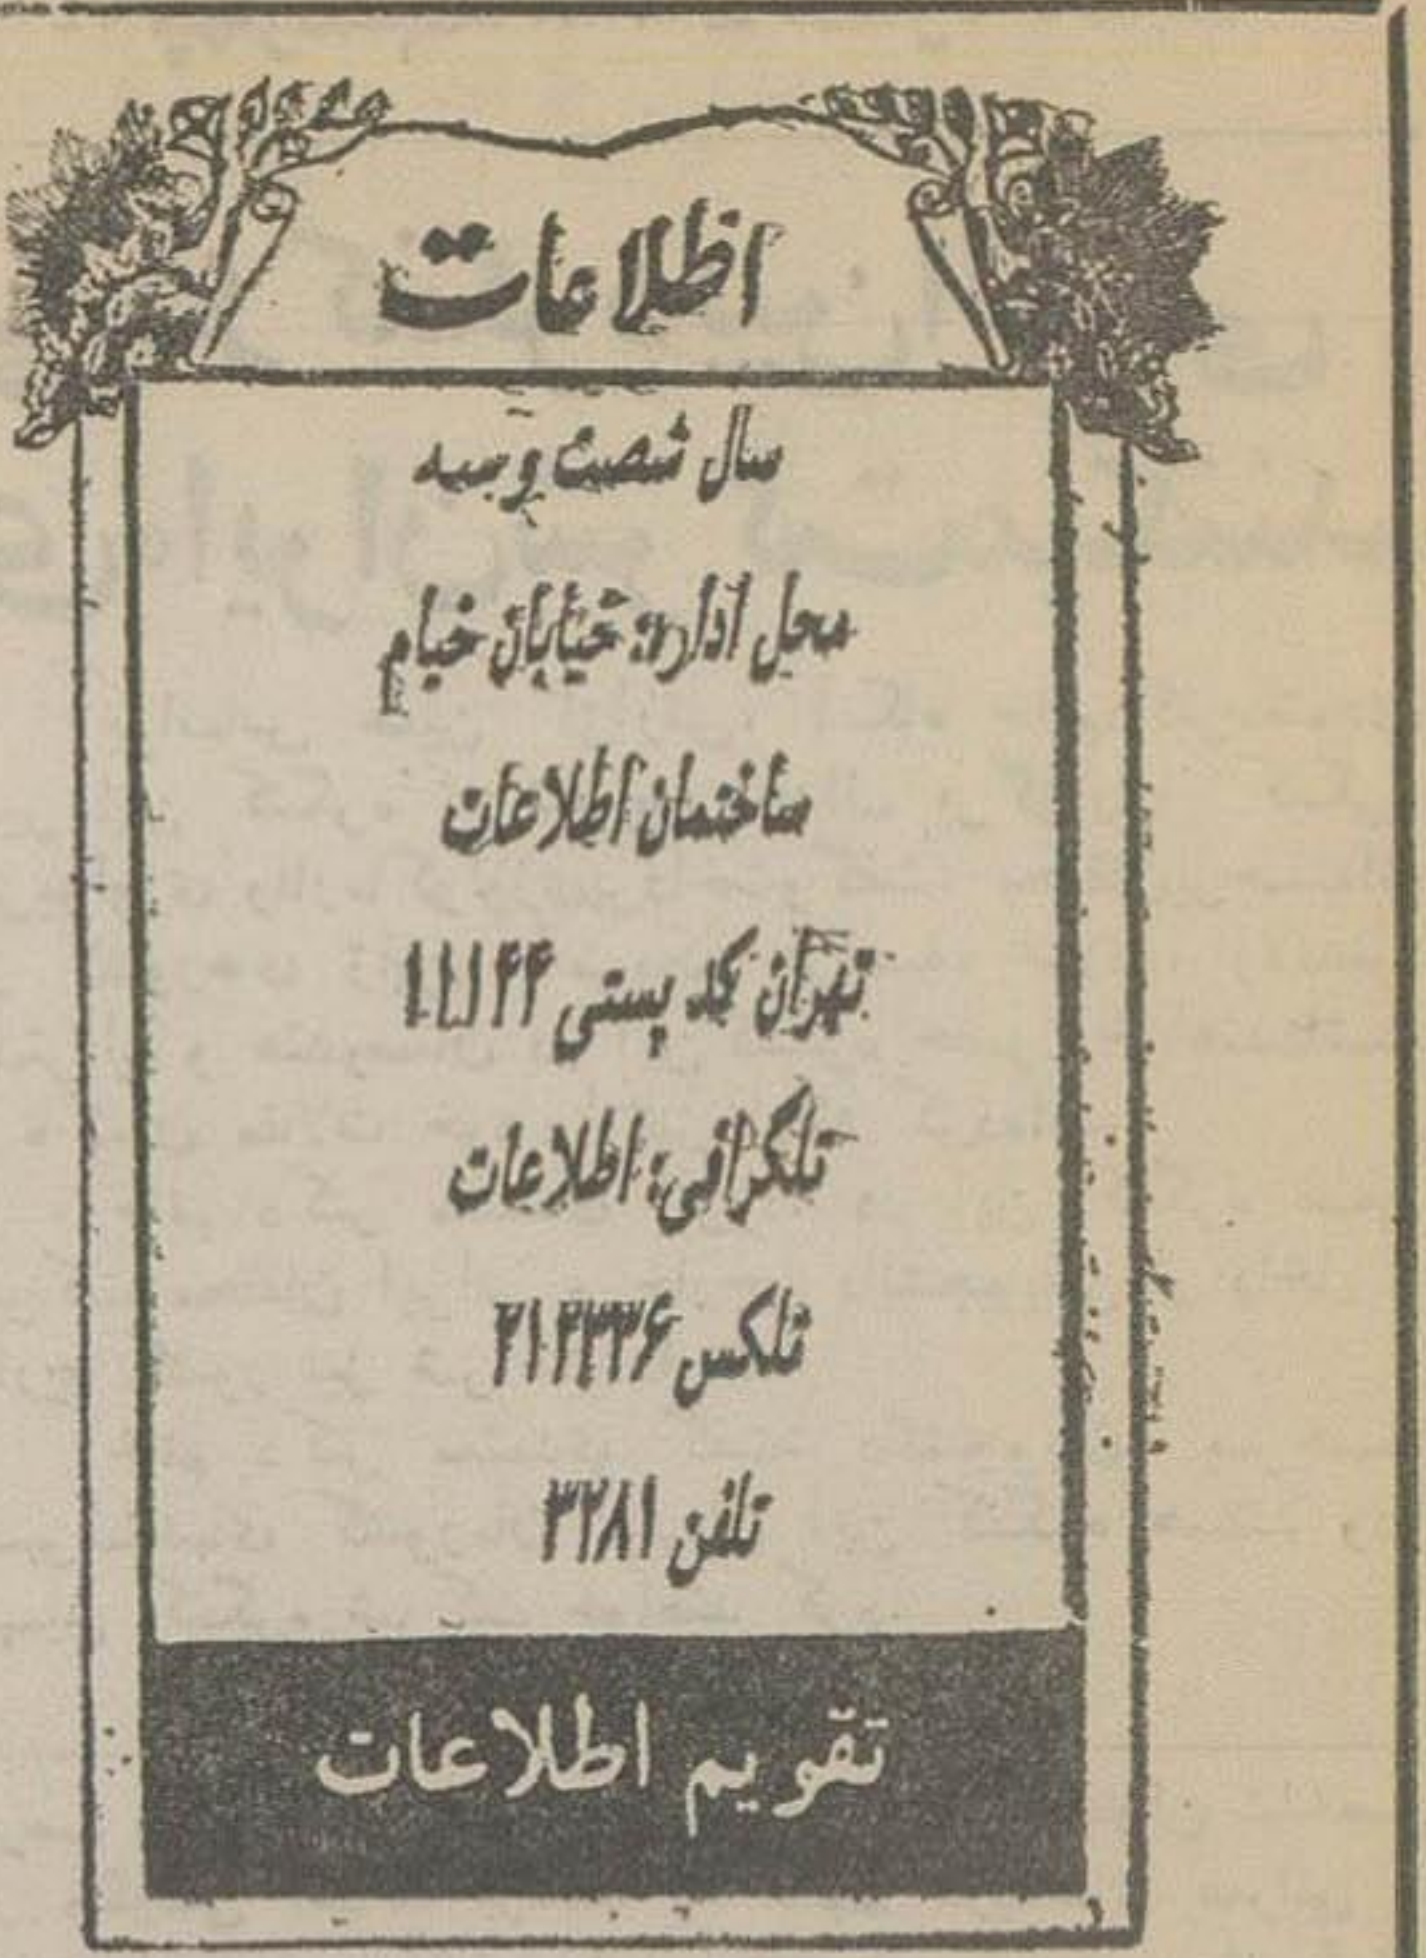 اطلاعات
سال شصت و سه
محل اداره: خیابان خیام
ساختمان اطلاعات
تهران کد پستی ۱۱۱۴۴
تلگرافی: اطلاعات
تلکس ۲۱۲۳۳۶
تلفن ۳۲۸۱
تقویم اطلاعات